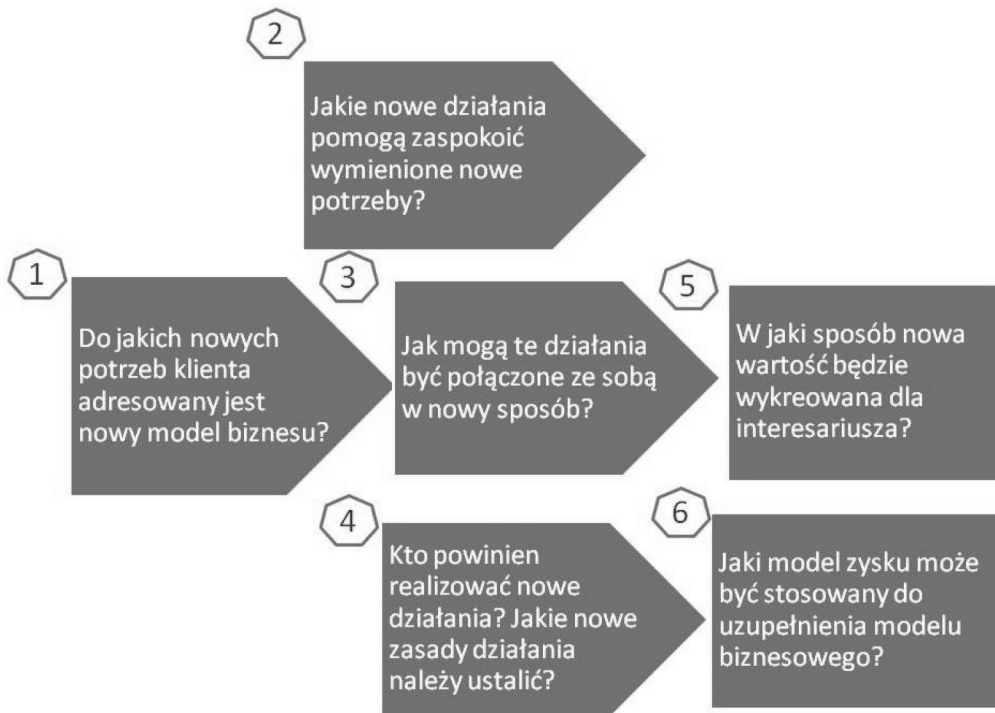 2
Jakie nowe działania
pomogą zaspokoić
wymienione nowe
potrzeby?
1
Do jakich nowych
potrzeb klienta
adresowany jest
nowy model biznesu?
3
Jak mogą te działania
być połączone ze sobą
w nowy sposób?
5
W jaki sposób nowa
wartość będzie
wykreowana dla
interesariusza?
4
Kto powinien
realizować nowe
działania? Jakie nowe
zasady działania
należy ustalić?
6
Jaki model zysku może
być stosowany do
uzupełnienia modelu
biznesowego?